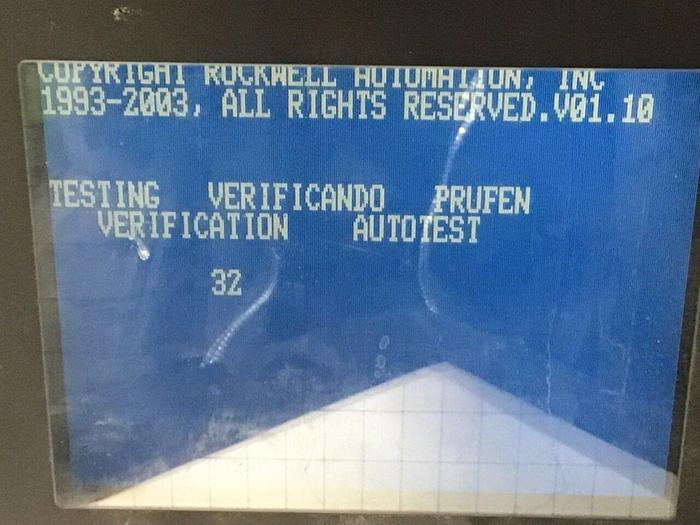 COPYRIGHT ROCKWELL AUTOMATION, INC
1993-2003, ALL RIGHTS RESERVED.V01.10
TESTING VERIFICANDO PRUFEN
VERIFICATION AUTOTEST
32